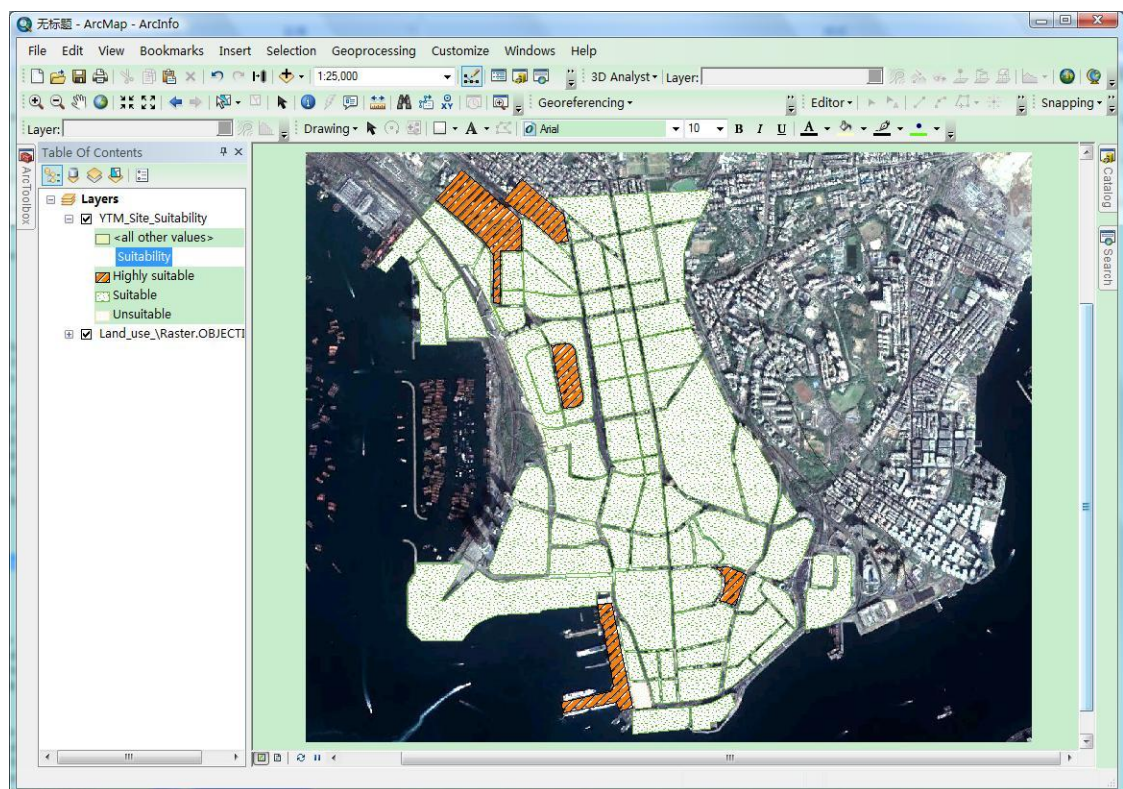 无标题 - ArcMap - ArcInfo
File Edit View Bookmarks Insert Selection Geoprocessing Customize Windows Help
1:25,000 3D Analyst Layer:
Georeferencing Editor Snapping
Layer: Drawing A Arial 10 B I U A
Table Of Contents
ArcToolbox
Layers
YTM_Site_Suitability
<all other values>
Suitability
Highly suitable
Suitable
Unsuitable
Land_use_\Raster.OBJECTI
Catalog
Search